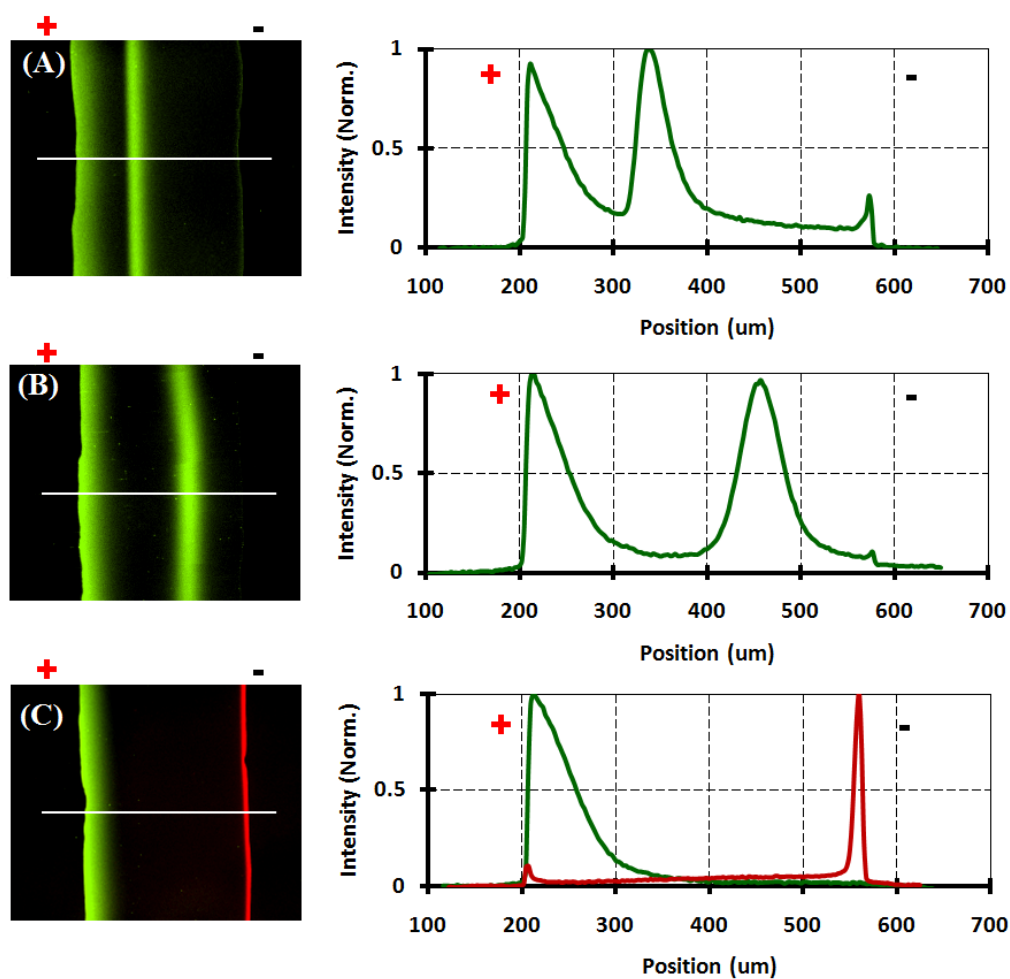 + -
(A)
Intensity (Norm.)
1
0.5
0
+ -
100 200 300 400 500 600 700
Position (um)
+ -
(B)
Intensity (Norm.)
1
0.5
0
+ -
100 200 300 400 500 600 700
Position (um)
+ -
(C)
Intensity (Norm.)
1
0.5
0
+ -
100 200 300 400 500 600 700
Position (um)